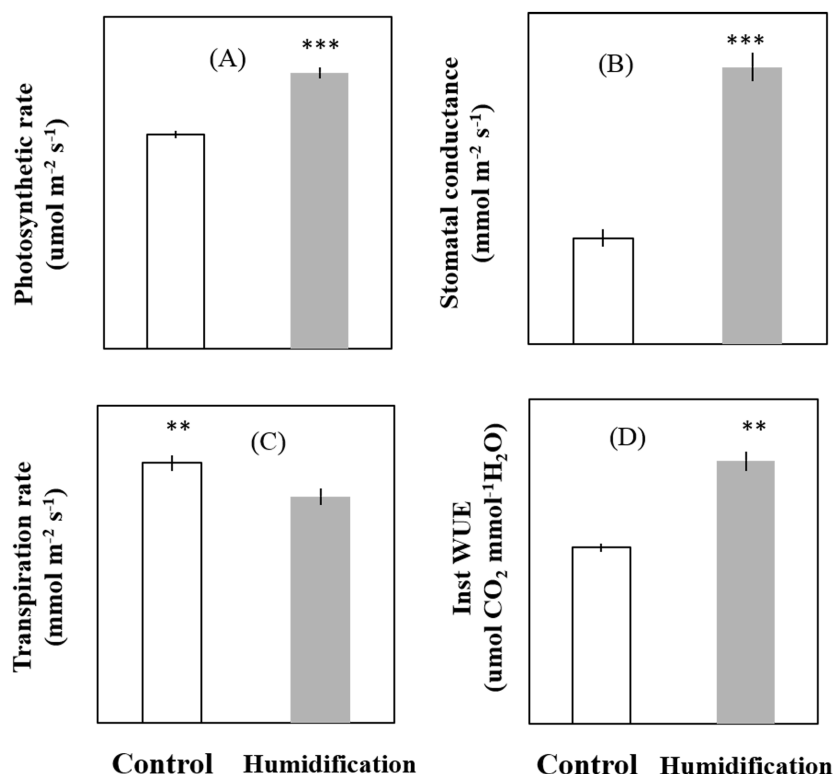 (A)
***
Photosynthetic rate
(umol m⁻² s⁻¹)
(B)
***
Stomatal conductance
(mmol m⁻² s⁻¹)
**
(C)
Transpiration rate
(mmol m⁻² s⁻¹)
(D)
**
Inst WUE
(umol CO₂ mmol⁻¹H₂O)
Control Humidification
Control Humidification